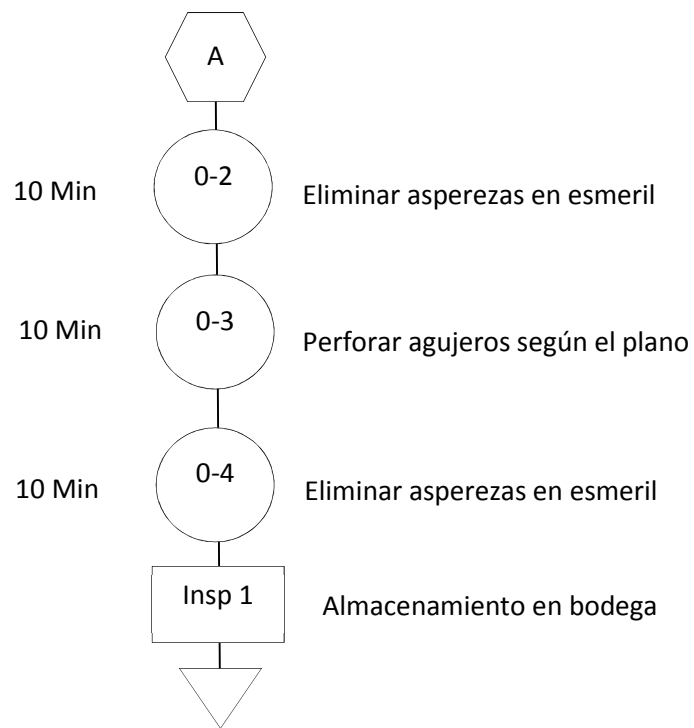 A
10 Min 0-2 Eliminar asperezas en esmeril
10 Min 0-3 Perforar agujeros según el plano
10 Min 0-4 Eliminar asperezas en esmeril
Insp 1 Almacenamiento en bodega